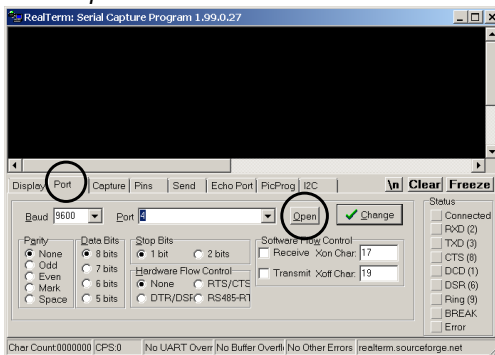 RealTerm: Serial Capture Program 1.99.0.27
Display Port Capture Pins Send Echo Port PicProg I2C \n Clear Freeze
Baud 9600 Port 4 Open Change
Status
Connected
RXD (2)
TXD (3)
CTS (8)
DCD (1)
DSR (6)
Ring (9)
BREAK
Error
Parity
None
Odd
Even
Mark
Space
Data Bits
8 bits
7 bits
6 bits
5 bits
Stop Bits
1 bit 2 bits
Hardware Flow Control
None RTS/CTS
DTR/DSR RS485-RT
Software Flow Control
Receive Xon Char: 17
Transmit Xoff Char: 19
Char Count:0000000 CPS:0 No UART Overr No Buffer Overfl No Other Errors realterm.sourceforge.net